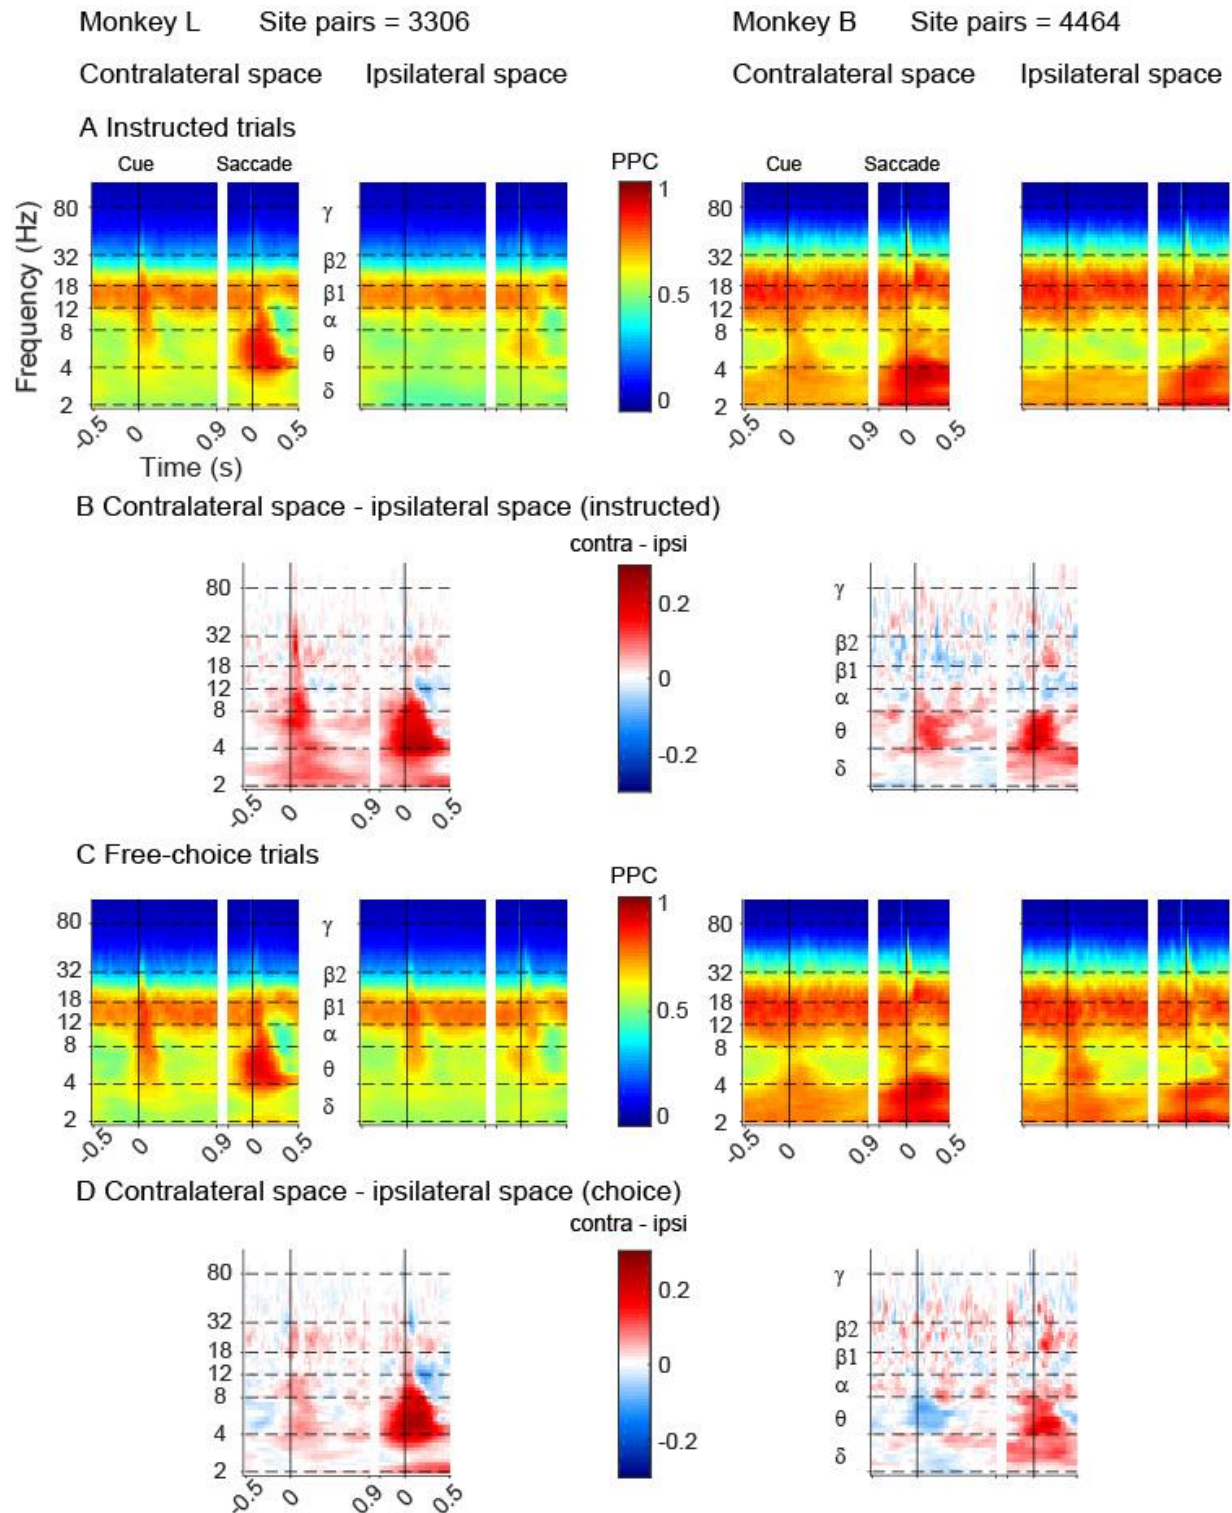 Monkey L Site pairs = 3306 Monkey B Site pairs = 4464
Contralateral space Ipsilateral space Contralateral space Ipsilateral space
A Instructed trials
Cue Saccade PPC Cue Saccade
Frequency (Hz)
80 γ 1 80
32 β2 32
18 β1 0.5 18
12 α 12
8 θ 8
4 δ 4
2 0 2
-0.5 0 0.9 0 0.5 -0.5 0 0.9 0 0.5
Time (s)
B Contralateral space - ipsilateral space (instructed)
contra - ipsi
80 0.2 γ
32 β2
18 0 β1
12 α
8 θ
4 -0.2 δ
2
-0.5 0 0.9 0 0.5
C Free-choice trials
PPC
80 γ 1 80
32 β2 32
18 β1 0.5 18
12 α 12
8 θ 8
4 δ 4
2 0 2
-0.5 0 0.9 0 0.5 -0.5 0 0.9 0 0.5
D Contralateral space - ipsilateral space (choice)
contra - ipsi
80 0.2 γ
32 β2
18 0 β1
12 α
8 θ
4 -0.2 δ
2
-0.5 0 0.9 0 0.5